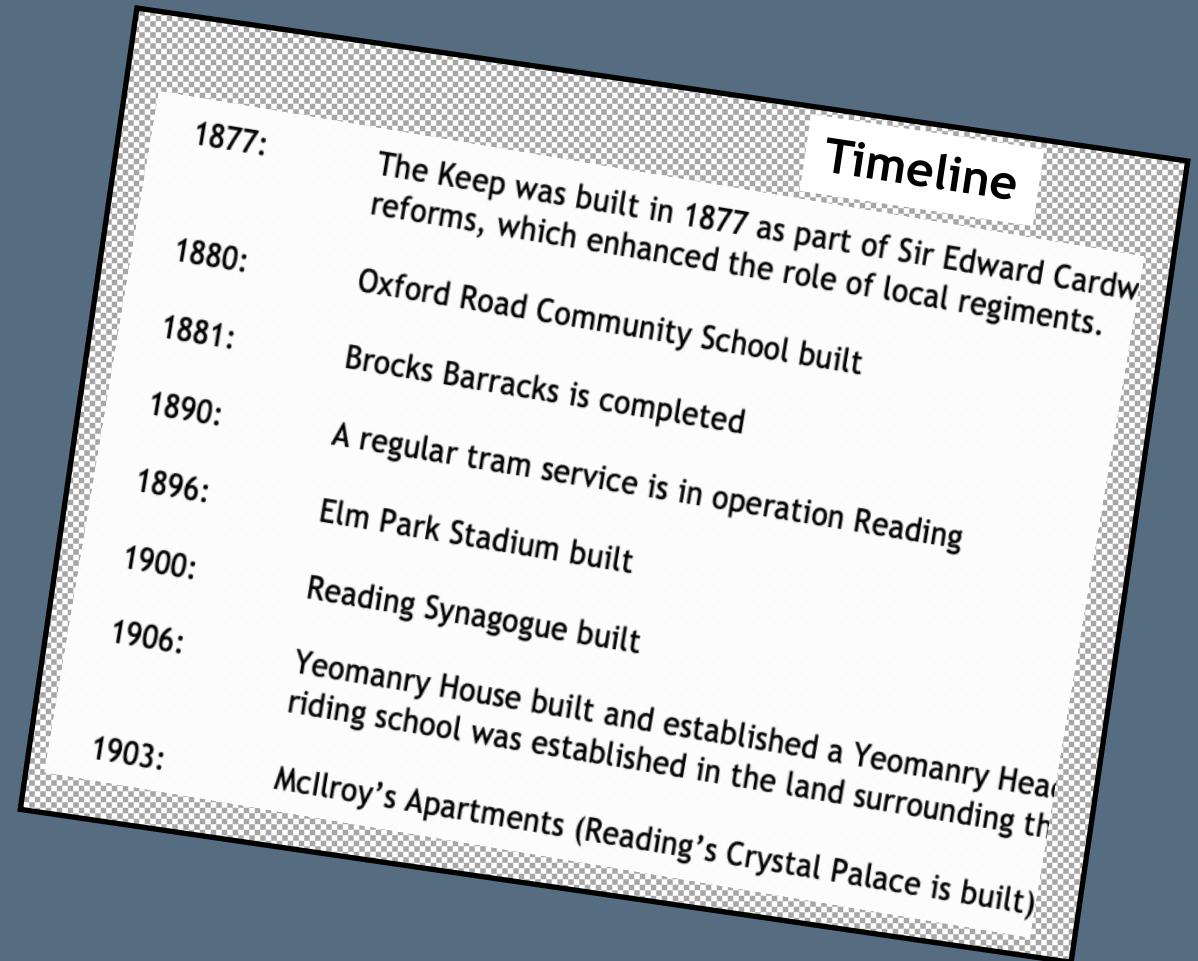 Timeline
1877: The Keep was built in 1877 as part of Sir Edward
reforms, which enhanced the role of local regiments.
1880: Oxford Road Community School built
1881: Brocks Barracks is completed
1890: A regular tram service is in operation Reading
1896: Elm Park Stadium built
1900: Reading Synagogue built
1906: Yeomanry House built and established a Yeomanry
riding school was established in the land surrounding
1903: McIlroy’s Apartments (Reading’s Crystal Palace is built)